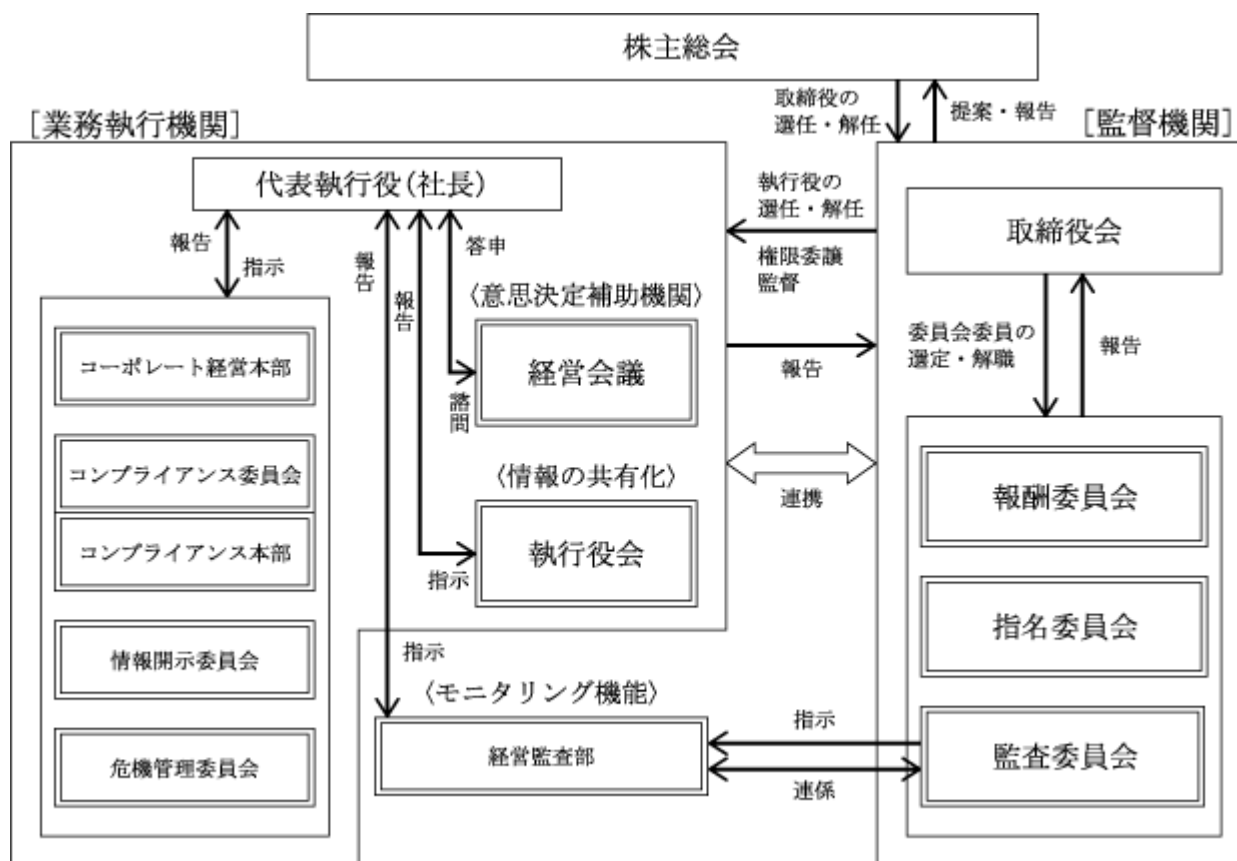 株主総会
取締役の
選任・解任
提案・報告
[業務執行機関]
[監督機関]
代表執行役(社長)
執行役の
選任・解任
権限委譲
監督
取締役会
報告
指示
報告
報告
答申
〈意思決定補助機関〉
経営会議
諮問
報告
委員会委員の
選定・解職
報告
コーポレート経営本部
コンプライアンス委員会
コンプライアンス本部
情報開示委員会
危機管理委員会
〈情報の共有化〉
執行役会
指示
連携
報酬委員会
指名委員会
監査委員会
指示
〈モニタリング機能〉
経営監査部
指示
連係